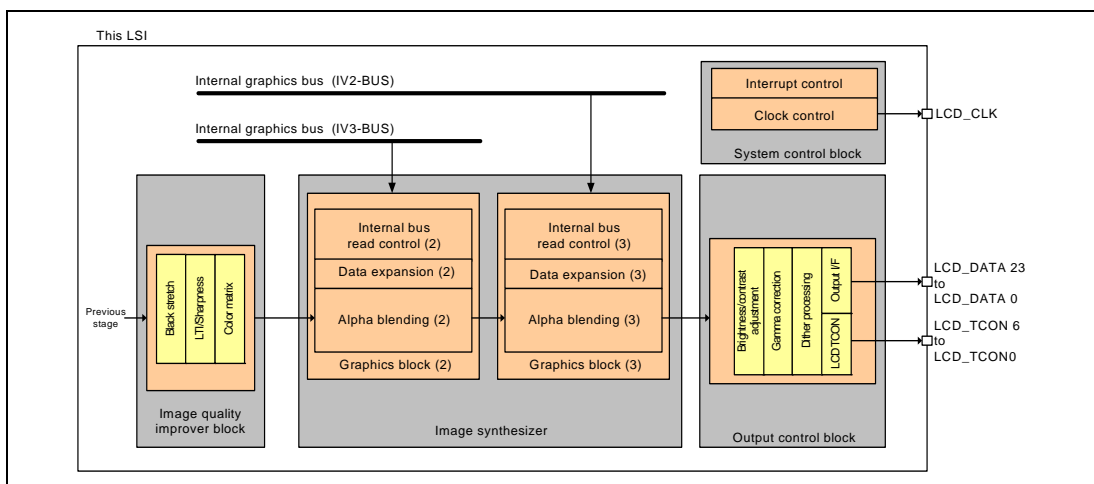 This LSI
Internal graphics bus (IV2-BUS)
Internal graphics bus (IV3-BUS)
Interrupt control
Clock control
System control block
LCD_CLK
Previous
stage
Black stretch
LTI/Sharpness
Color matrix
Image quality
improver block
Internal bus
read control (2)
Data expansion (2)
Alpha blending (2)
Graphics block (2)
Internal bus
read control (3)
Data expansion (3)
Alpha blending (3)
Graphics block (3)
Image synthesizer
Brightness/contrast
adjustment
Gamma correction
Dither processing
Output I/F
LCD TCON
Output control block
LCD_DATA 23
to
LCD_DATA 0
LCD_TCON 6
to
LCD_TCON0